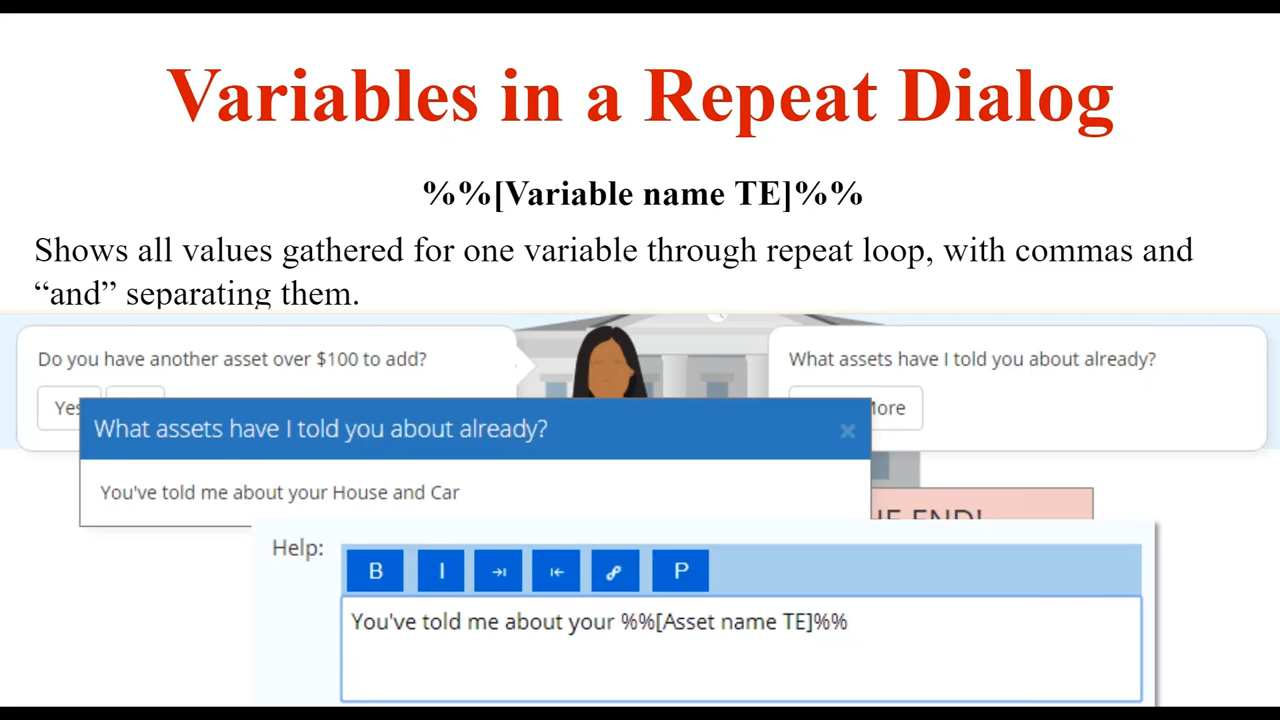 Variables in a Repeat Dialog
%%[Variable name TE]%%
Shows all values gathered for one variable through repeat loop, with commas and
“and” separating them.
Do you have another asset over $100 to add?
Yes
What assets have I told you about already?
More
What assets have I told you about already?
×
You've told me about your House and Car
END!
Help:
B I P
You've told me about your %%[Asset name TE]%%